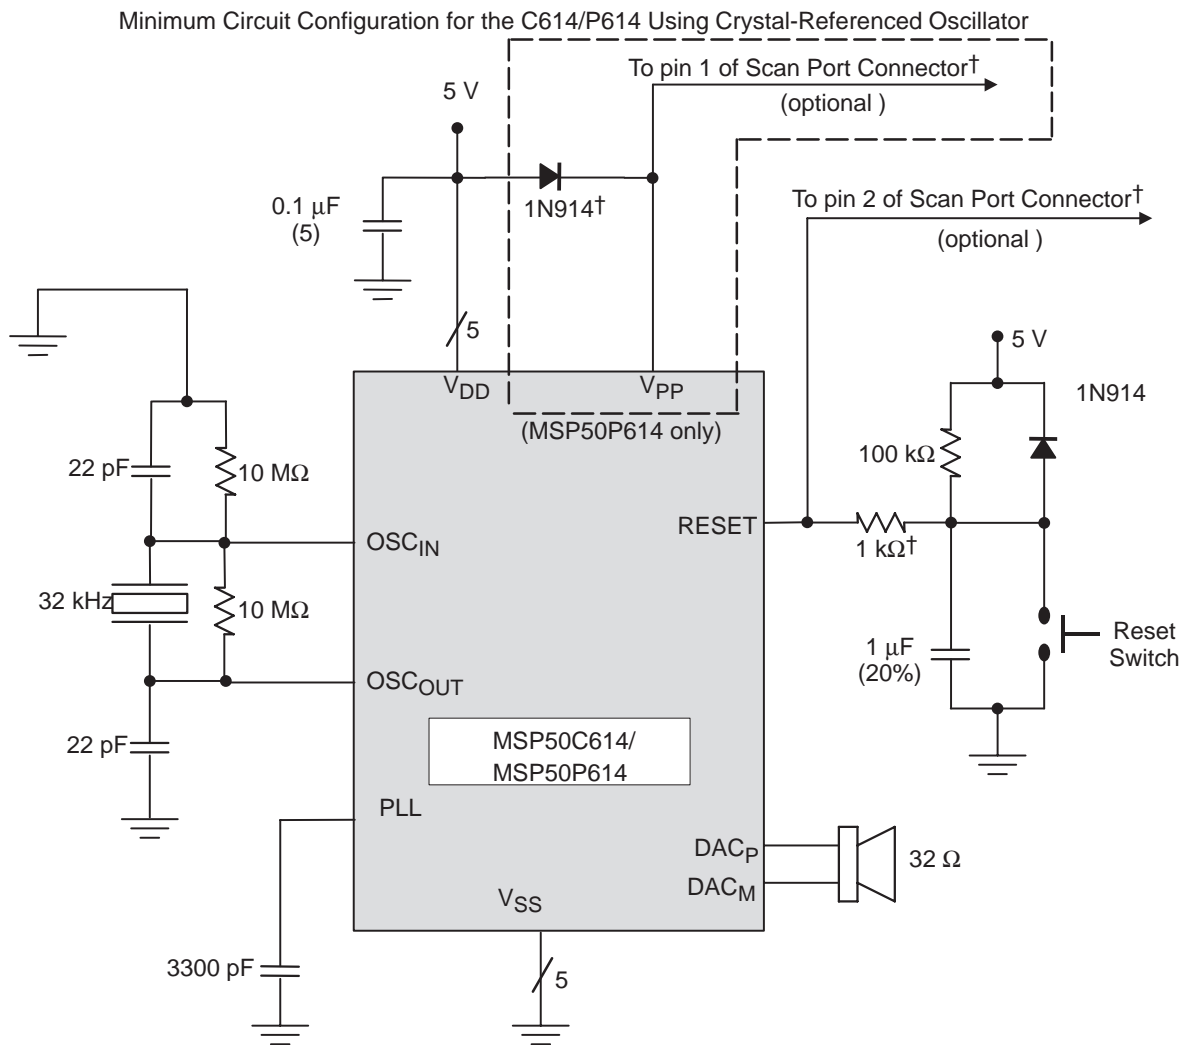 Minimum Circuit Configuration for the C614/P614 Using Crystal-Referenced Oscillator
To pin 1 of Scan Port Connector†
(optional )
5 V
1N914†
0.1 μF
(5)
To pin 2 of Scan Port Connector†
(optional )
5
5 V
VDD
VPP
1N914
(MSP50P614 only)
22 pF
10 MΩ
100 kΩ
RESET
OSCIN
1 kΩ†
32 kHz
10 MΩ
Reset
Switch
1 μF
(20%)
OSCOUT
22 pF
MSP50C614/
MSP50P614
PLL
DACP
DACM
32 Ω
VSS
3300 pF
5